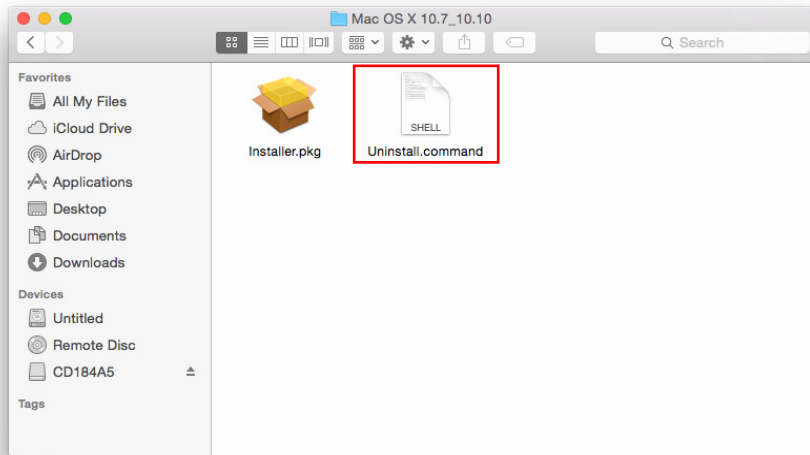 Mac OS X 10.7_10.10
Search
Favorites
All My Files
iCloud Drive
AirDrop
Applications
Desktop
Documents
Downloads
Devices
Untitled
Remote Disc
CD184A5
Tags
SHELL
Installer.pkg
Uninstall.command